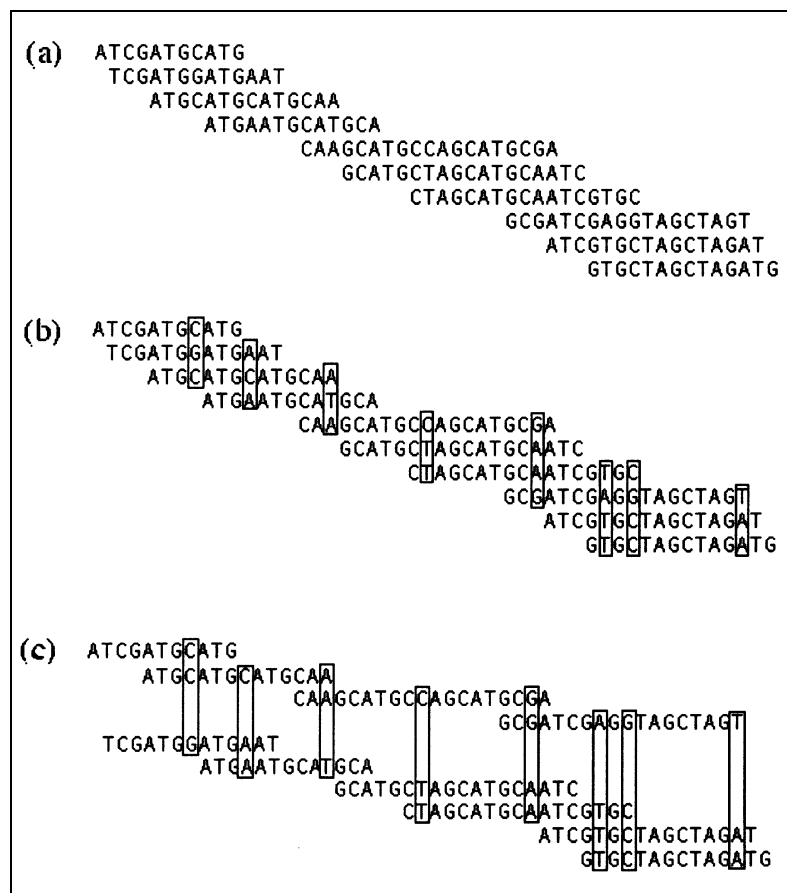 (a) ATCGATGCATG
TCGATGGATGAAT
ATGCATGCATGCAA
ATGAATGCATGCA
CAAGCATGCCAGCATGCGA
GCATGCTAGCATGCAATC
CTAGCATGCAATCGTGC
GCGATCGAGGTAGCTAGT
ATCGTGCTAGCTAGAT
GTGCTAGCTAGATG
(b) ATCGATGCATG
TCGATGGATGAAT
ATGCATGCATGCAA
ATGAATGCATGCA
CAAGCATGCCAGCATGCGA
GCATGCTAGCATGCAATC
CTAGCATGCAATCGTGC
GCGATCGAGGTAGCTAGT
ATCGTGCTAGCTAGAT
GTGCTAGCTAGATG
(c) ATCGATGCATG
ATGCATGCATGCAA
CAAGCATGCCAGCATGCGA
GCGATCGAGGTAGCTAGT
TCGATGGATGAAT
ATGAATGCATGCA
GCATGCTAGCATGCAATC
CTAGCATGCAATCGTGC
ATCGTGCTAGCTAGAT
GTGCTAGCTAGATG